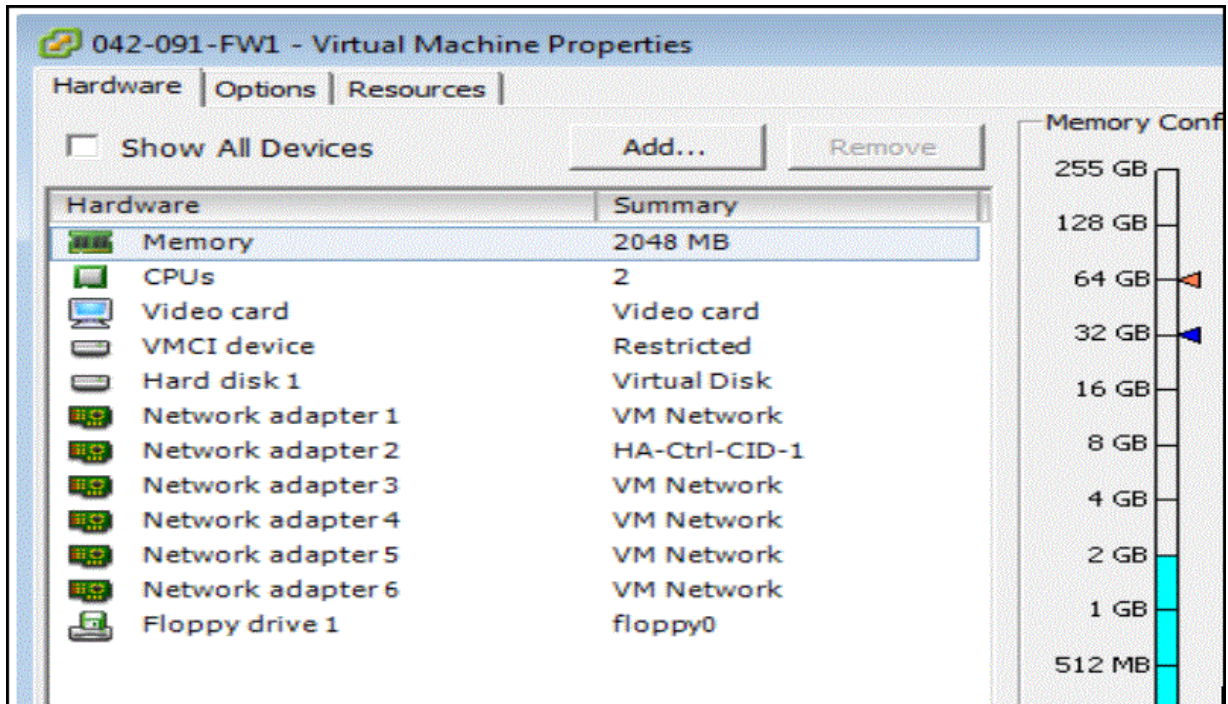 042-091-FW1 - Virtual Machine Properties
Hardware Options Resources
Show All Devices Add... Remove
Hardware Summary
Memory 2048 MB
CPUs 2
Video card Video card
VMCI device Restricted
Hard disk 1 Virtual Disk
Network adapter 1 VM Network
Network adapter 2 HA-Ctrl-CID-1
Network adapter 3 VM Network
Network adapter 4 VM Network
Network adapter 5 VM Network
Network adapter 6 VM Network
Floppy drive 1 floppy0
Memory Conf
255 GB
128 GB
64 GB
32 GB
16 GB
8 GB
4 GB
2 GB
1 GB
512 MB